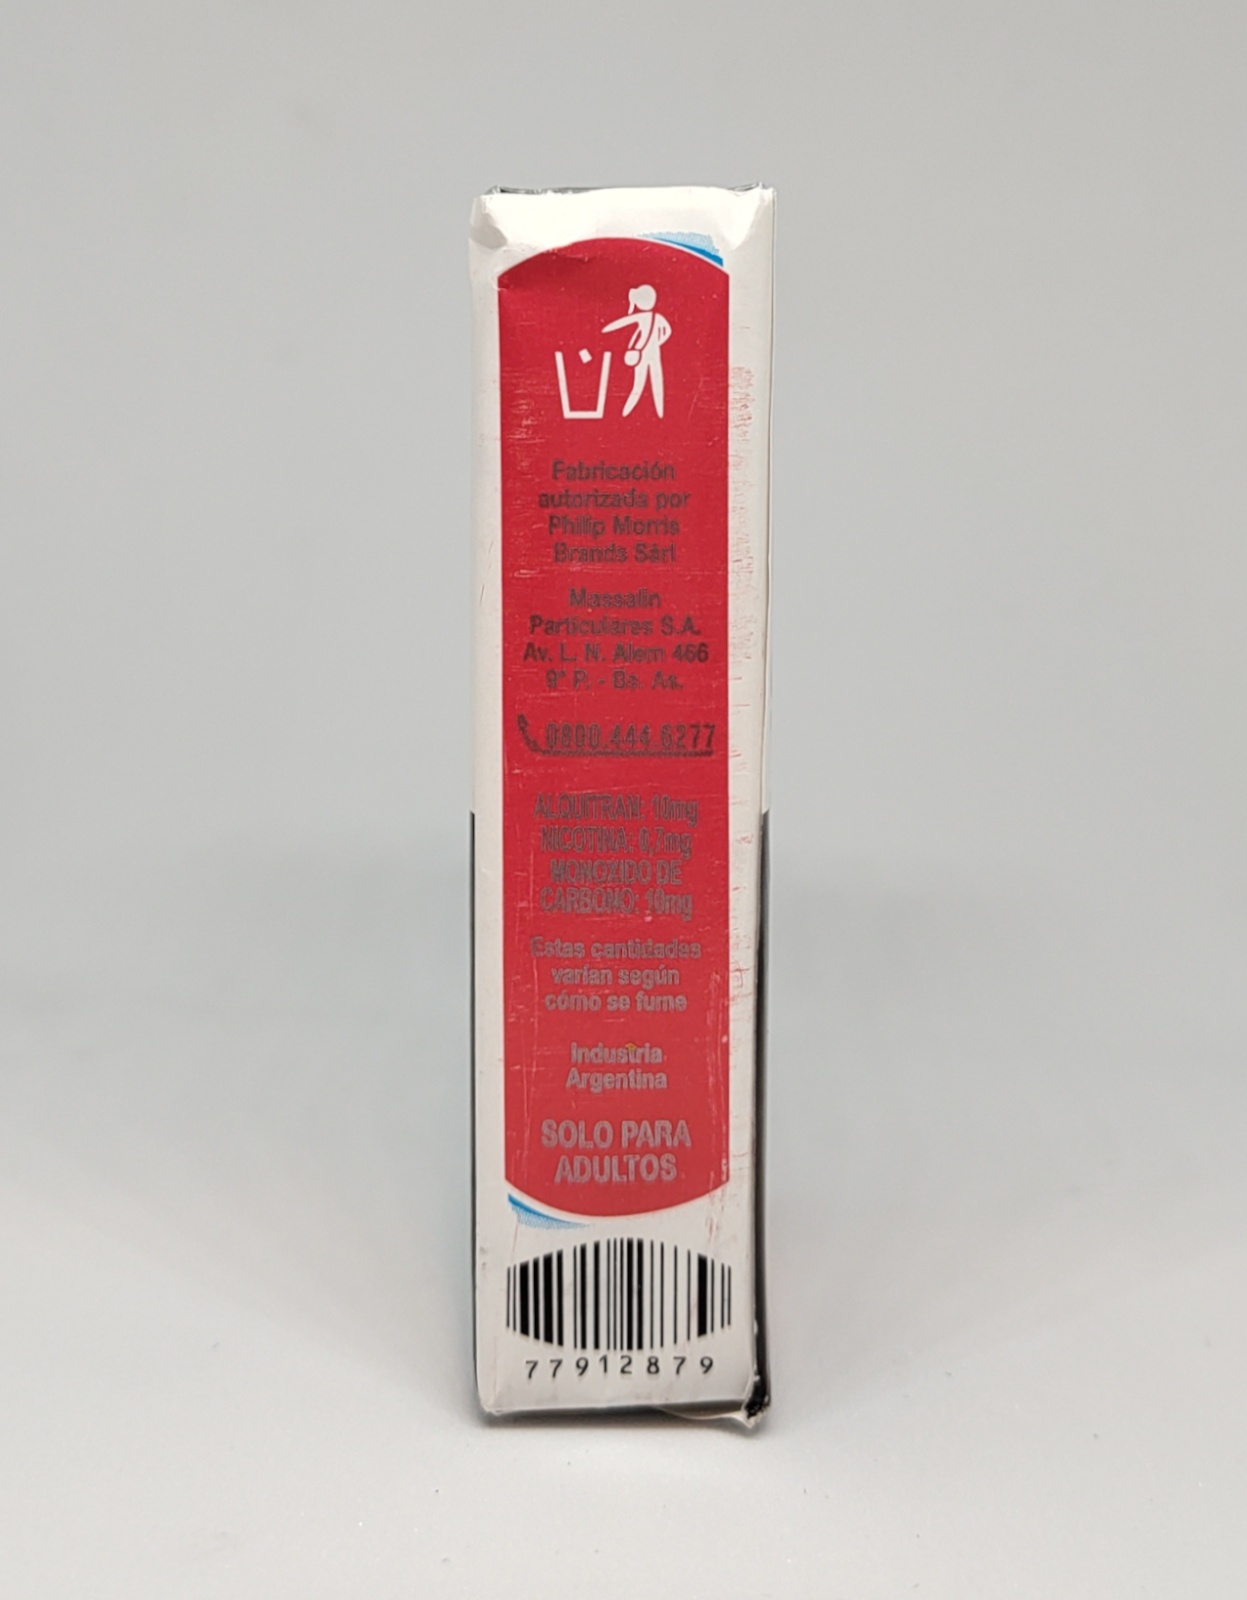 Fabricación
autorizada por
Philip Morris
Brands Sàrl
Massalin
Particulares S.A.
Av. L. N. Alem 466
9° P. - Bs. As.
0800.444.6277
ALQUITRAN: 10mg
NICOTINA: 0,7mg
MONOXIDO DE
CARBONO: 10mg
Estas cantidades
varían según
cómo se fume
Industria
Argentina
SOLO PARA
ADULTOS
77912879